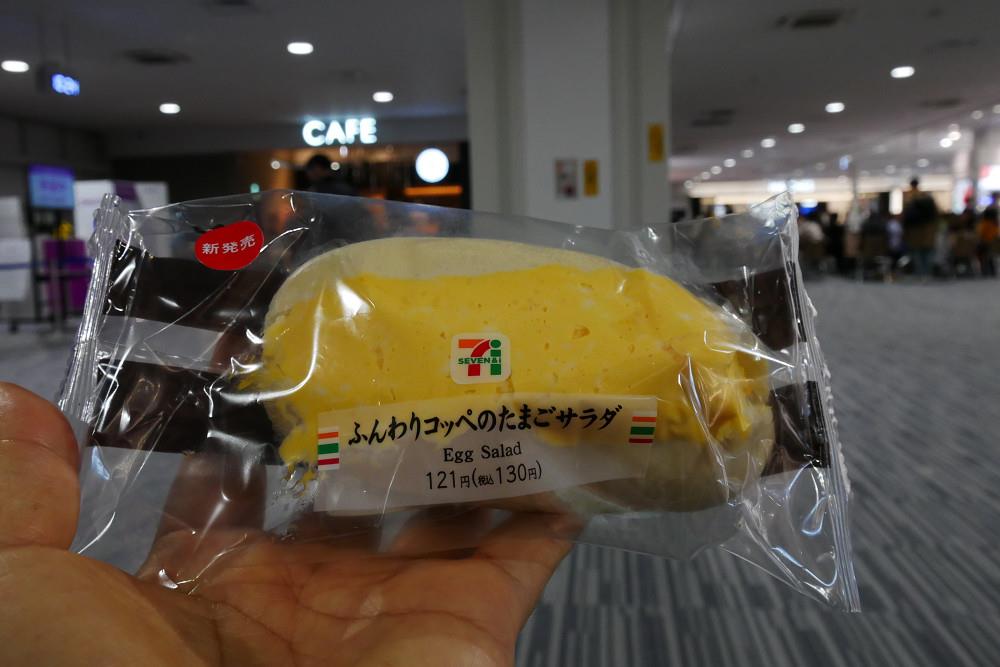 CAFE
新発売
SEVEN&i
ふんわりコッペのたまごサラダ
Egg Salad
121円(税込130円)